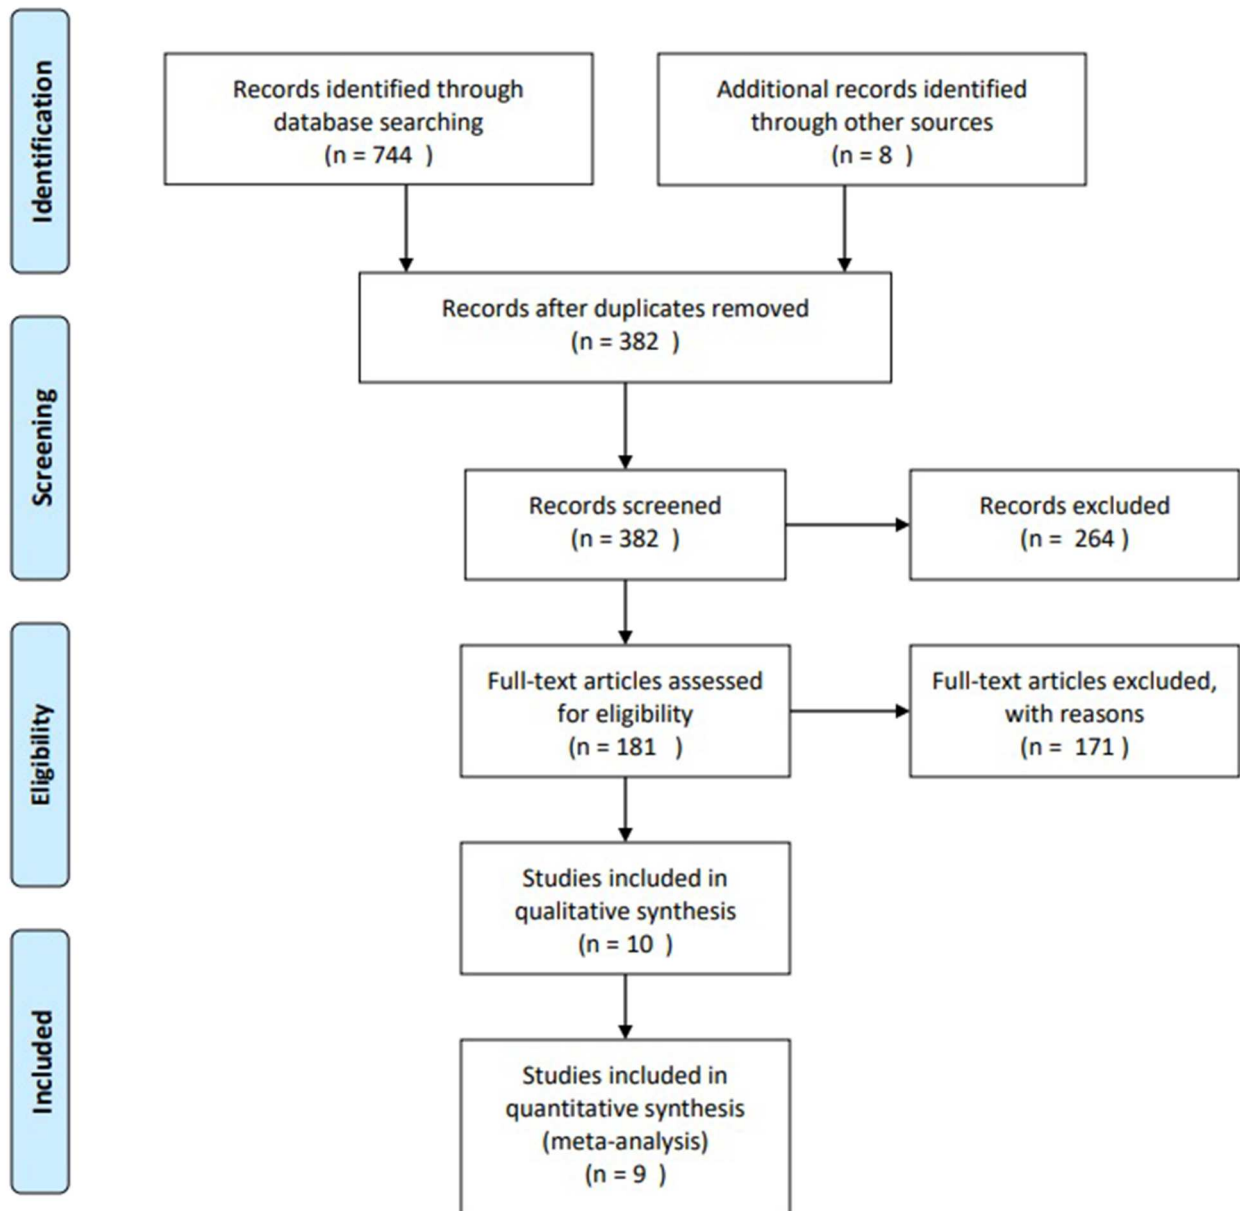 Identification
Records identified through
database searching
(n = 744  )
Additional records identified
through other sources
(n = 8  )
Records after duplicates removed
(n = 382  )
Screening
Records screened
(n = 382  )
Records excluded
(n =  264 )
Eligibility
Full-text articles assessed
for eligibility
(n = 181   )
Full-text articles excluded,
with reasons
(n =  171 )
Studies included in
qualitative synthesis
(n = 10  )
Included
Studies included in
quantitative synthesis
(meta-analysis)
(n = 9  )